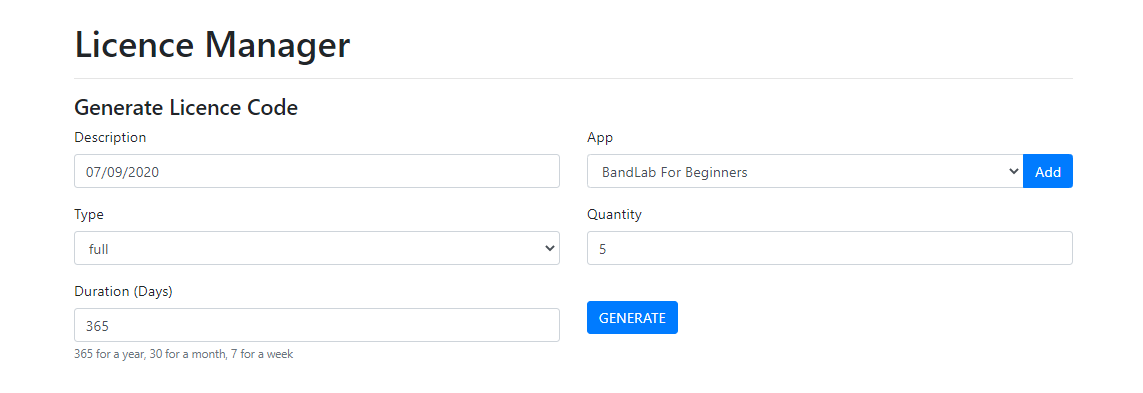 Licence Manager
Generate Licence Code
Description
App
07/09/2020
BandLab For Beginners
Add
Type
Quantity
full
5
Duration (Days)
365
GENERATE
365 for a year, 30 for a month, 7 for a week